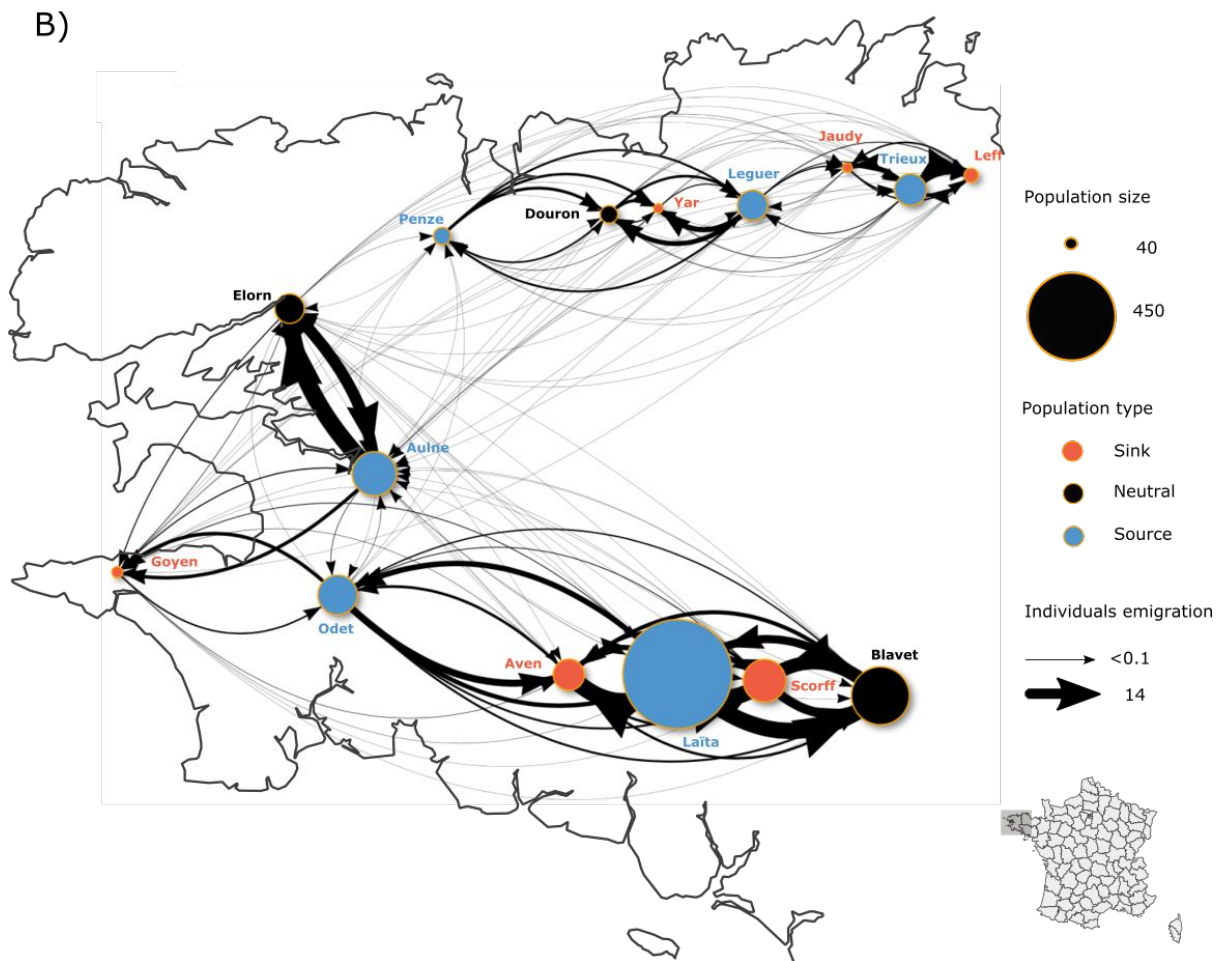 B)
Jaudy
Leff
Trieux
Leguer
Yar
Douron
Penze
Elorn
Aulne
Goyen
Odet
Aven
Laïta
Scorff
Blavet
Population size
40
450
Population type
Sink
Neutral
Source
Individuals emigration
<0.1
14